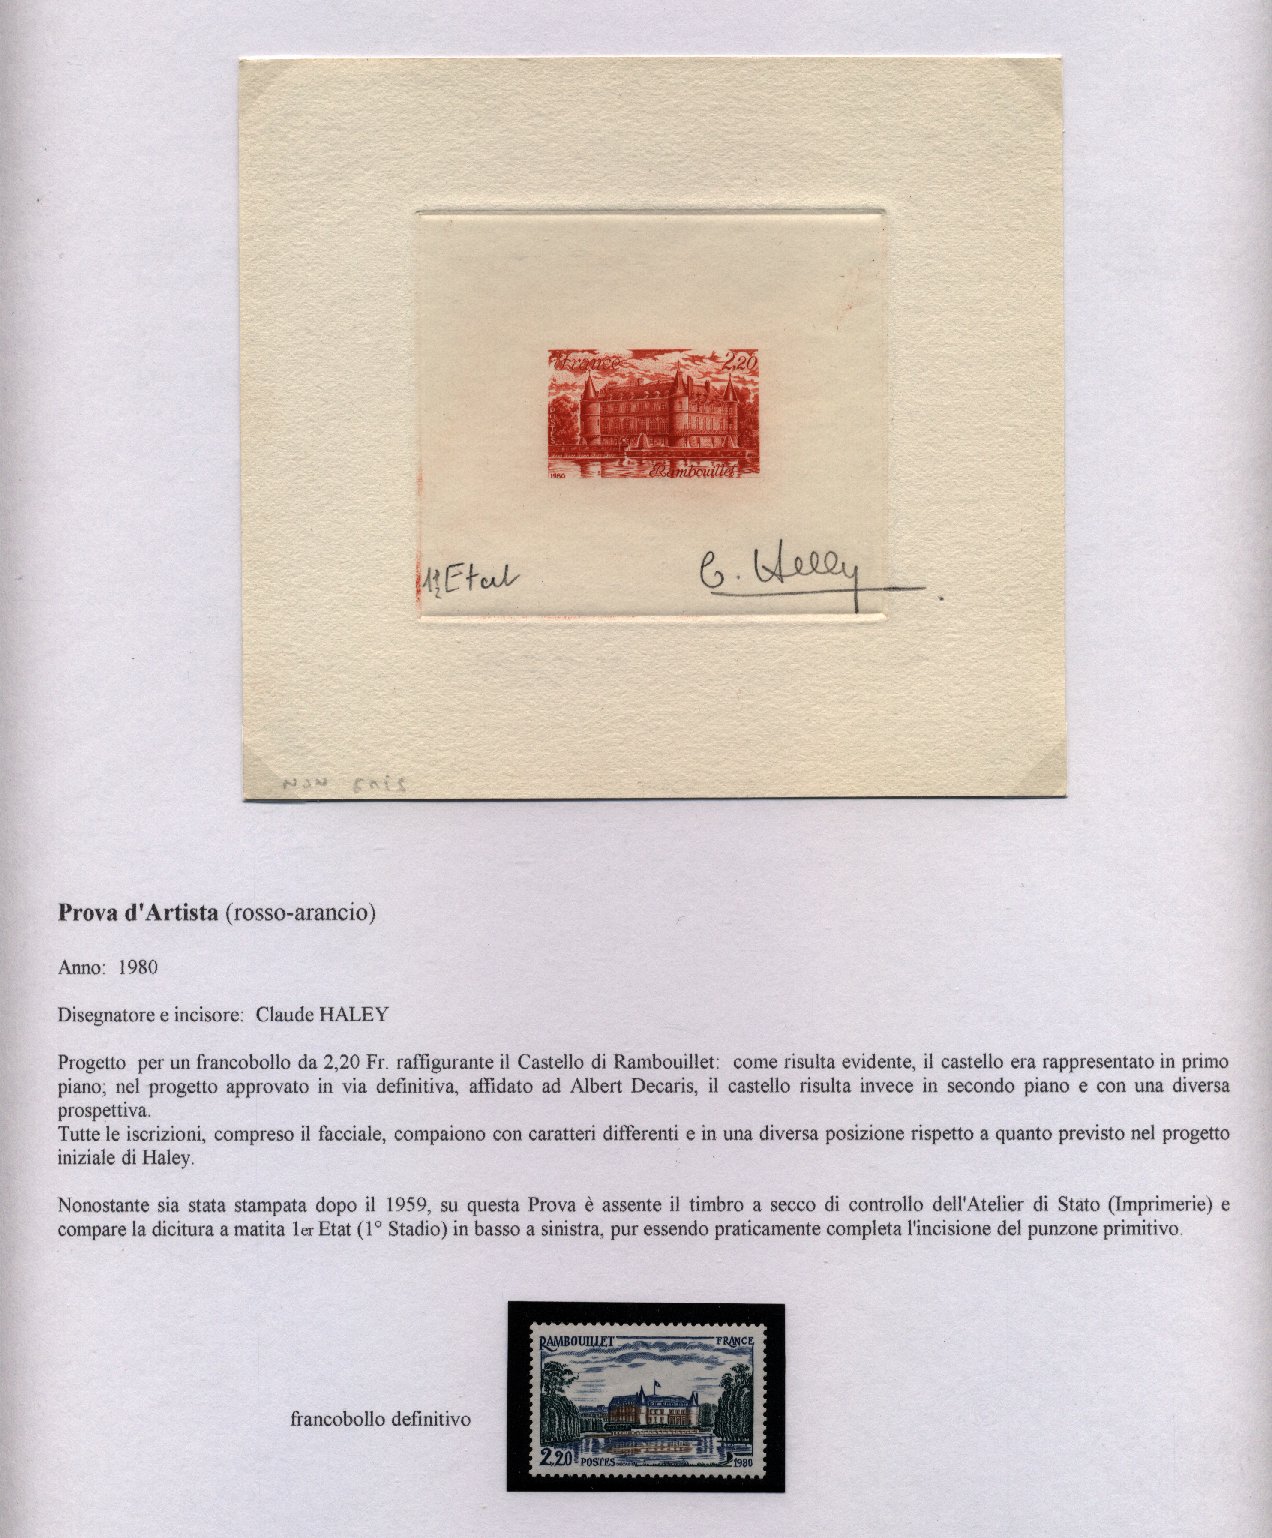 France 2,20
1980 Rambouillet
1er Etat
C. Haley
Prova d'Artista (rosso-arancio)
Anno: 1980
Disegnatore e incisore: Claude HALEY
Progetto per un francobollo da 2,20 Fr. raffigurante il Castello di Rambouillet: come risulta evidente, il castello era rappresentato in primo
piano; nel progetto approvato in via definitiva, affidato ad Albert Decaris, il castello risulta invece in secondo piano e con una diversa
prospettiva.
Tutte le iscrizioni, compreso il facciale, compaiono con caratteri differenti e in una diversa posizione rispetto a quanto previsto nel progetto
iniziale di Haley.
Nonostante sia stata stampata dopo il 1959, su questa Prova è assente il timbro a secco di controllo dell'Atelier di Stato (Imprimerie) e
compare la dicitura a matita 1er Etat (1° Stadio) in basso a sinistra, pur essendo praticamente completa l'incisione del punzone primitivo.
RAMBOUILLET FRANCE
francobollo definitivo
2,20 POSTES 1980